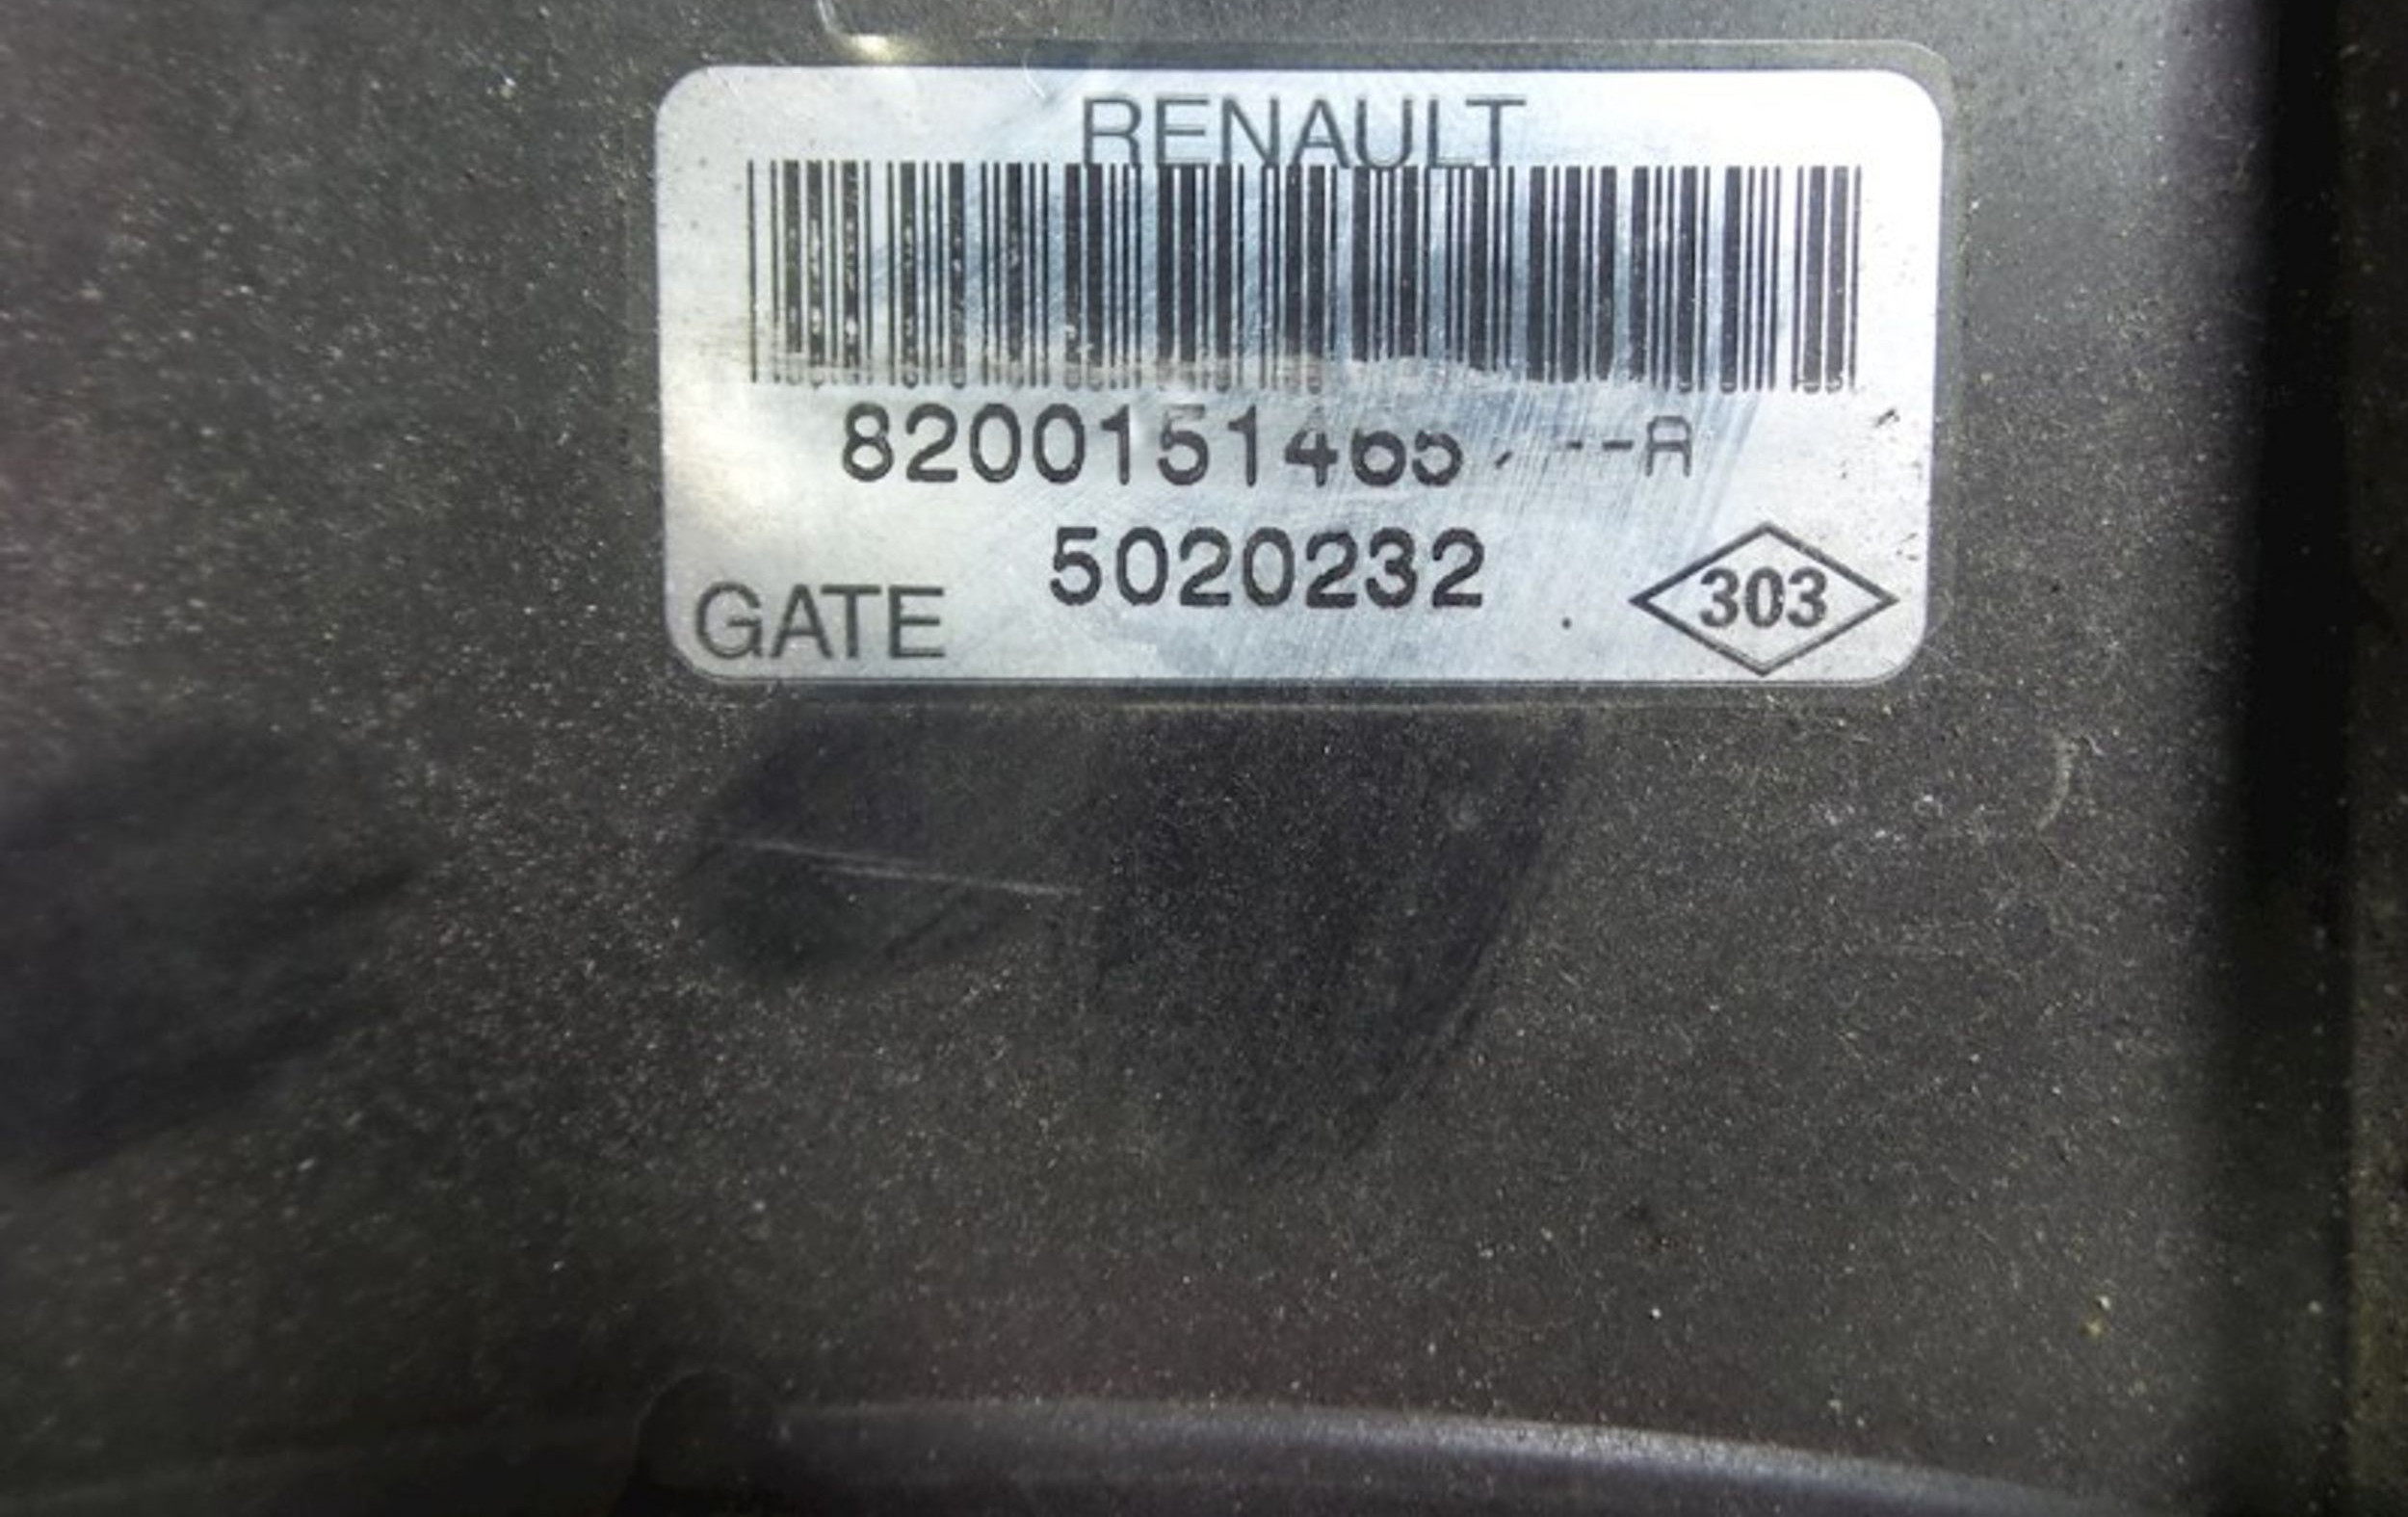 RENAULT
8200151465 --A
5020232
GATE
303